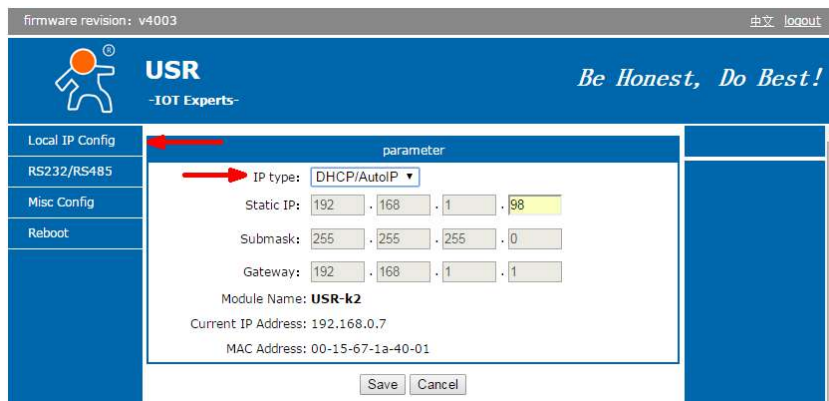 firmware revision: v4003 中文 logout
®
USR
-IOT Experts-
Be Honest, Do Best!
Local IP Config
RS232/RS485
Misc Config
Reboot
parameter
IP type: DHCP/AutoIP
Static IP: 192 . 168 . 1 . 98
Submask: 255 . 255 . 255 . 0
Gateway: 192 . 168 . 1 . 1
Module Name: USR-k2
Current IP Address: 192.168.0.7
MAC Address: 00-15-67-1a-40-01
Save Cancel